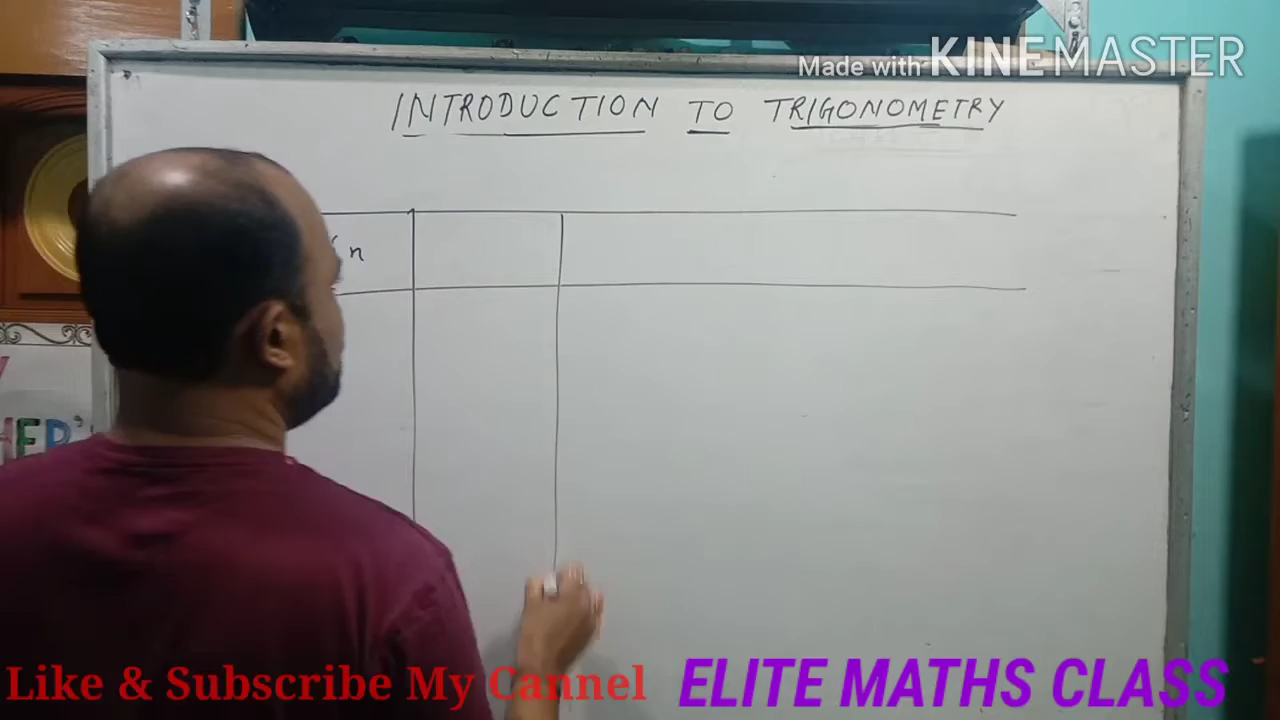 Made with KINEMASTER
INTRODUCTION TO TRIGONOMETRY
n
Like & Subscribe My Cannel
ELITE MATHS CLASS